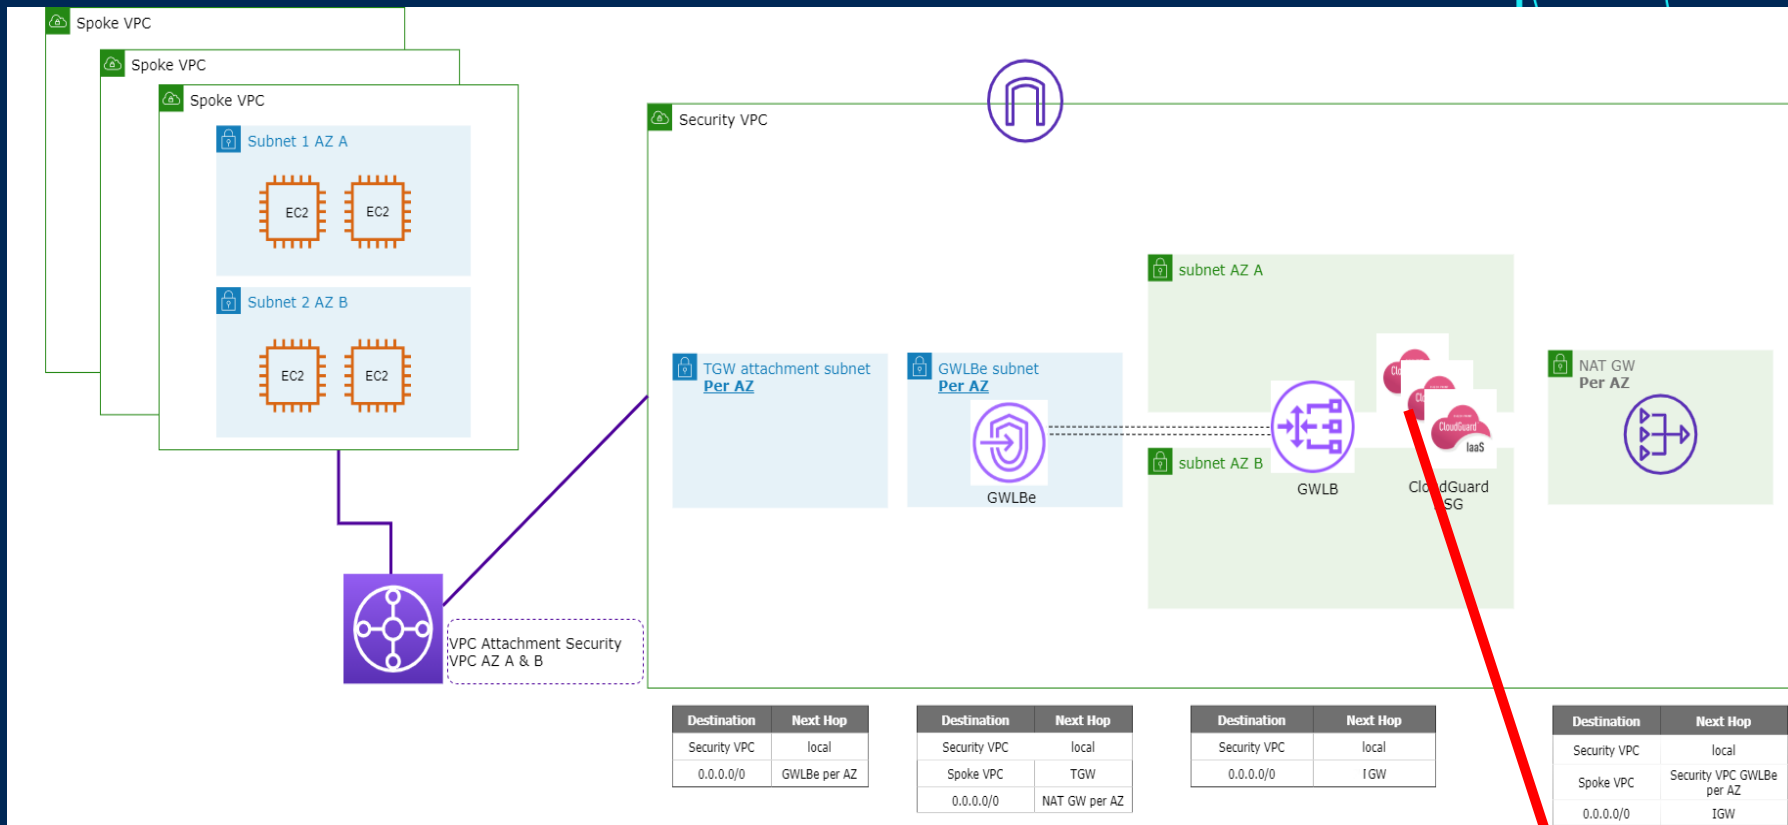 Spoke VPC
Spoke VPC
Spoke VPC
Subnet 1 AZ A
EC2
EC2
Subnet 2 AZ B
EC2
EC2
VPC Attachment Security
VPC AZ A & B
Security VPC
TGW attachment subnet
Per AZ
GWLBe subnet
Per AZ
GWLBe
subnet AZ A
subnet AZ B
GWLB
CloudGuard
IaaS
NAT GW
Per AZ
Destination Next Hop
Security VPC local
0.0.0.0/0 GWLBe per AZ
Destination Next Hop
Security VPC local
Spoke VPC TGW
0.0.0.0/0 NAT GW per AZ
Destination Next Hop
Security VPC local
0.0.0.0/0 IGW
Destination Next Hop
Security VPC local
Spoke VPC Security VPC GWLBe
per AZ
0.0.0.0/0 IGW